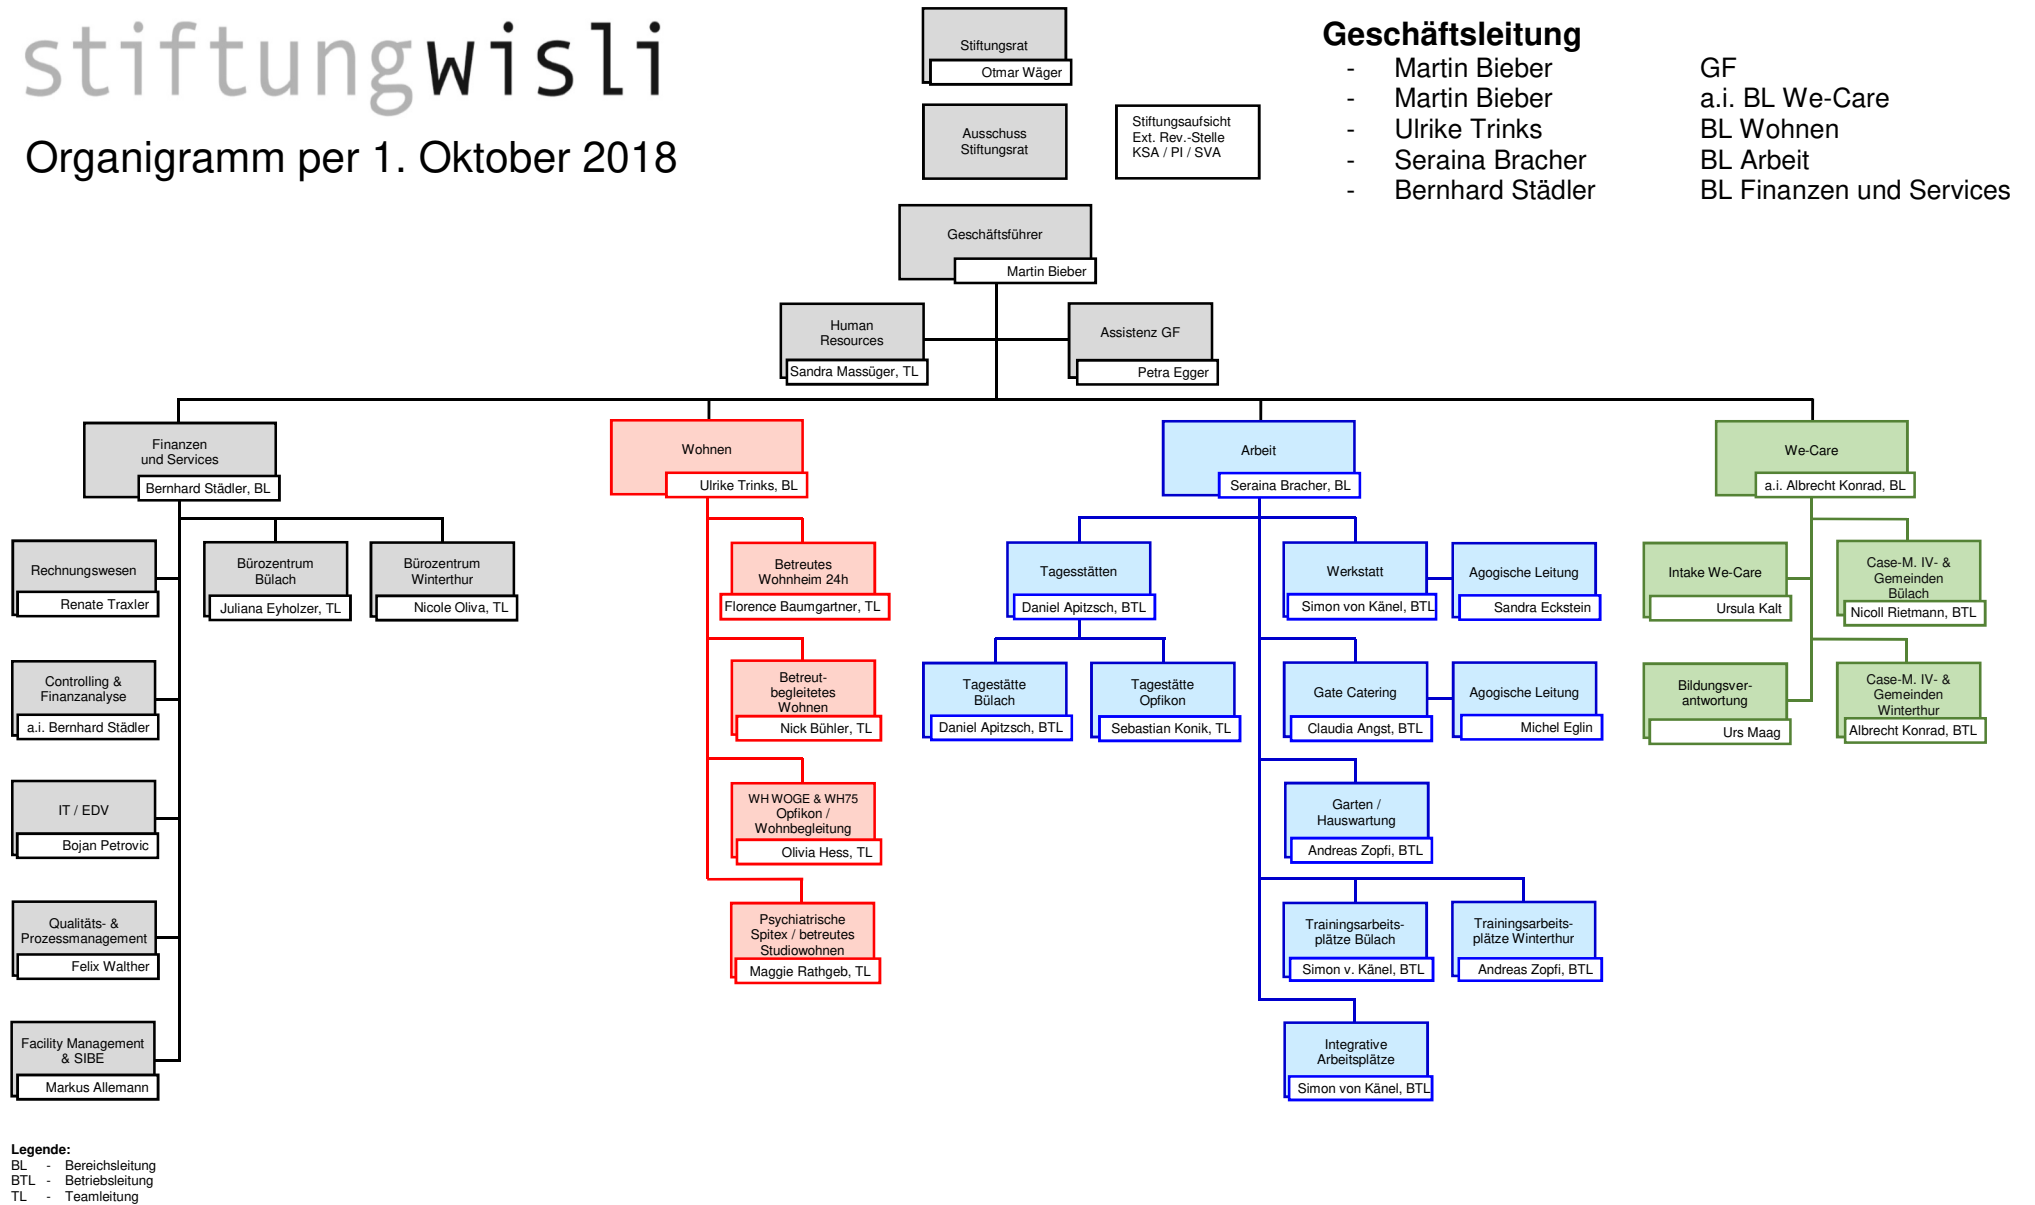 stiftungwisli
Organigramm per 1. Oktober 2018
Stiftungsrat
Otmar Wäger
Ausschuss
Stiftungsrat
Stiftungsaufsicht
Ext. Rev.-Stelle
KSA / PI / SVA
Geschäftsleitung
- Martin Bieber GF
- Martin Bieber a.i. BL We-Care
- Ulrike Trinks BL Wohnen
- Seraina Bracher BL Arbeit
- Bernhard Städler BL Finanzen und Services
Geschäftsführer
Martin Bieber
Human
Resources
Sandra Massüger, TL
Assistenz GF
Petra Egger
Finanzen
und Services
Bernhard Städler, BL
Rechnungswesen
Renate Traxler
Bürozentrum
Bülach
Juliana Eyholzer, TL
Bürozentrum
Winterthur
Nicole Oliva, TL
Controlling &
Finanzanalyse
a.i. Bernhard Städler
IT / EDV
Bojan Petrovic
Qualitäts- &
Prozessmanagement
Felix Walther
Facility Management
& SIBE
Markus Allemann
Wohnen
Ulrike Trinks, BL
Betreutes
Wohnheim 24h
Florence Baumgartner, TL
Betreut-
begleitetes
Wohnen
Nick Bühler, TL
WH WOGE & WH75
Opfikon /
Wohnbegleitung
Olivia Hess, TL
Psychiatrische
Spitex / betreutes
Studiowohnen
Maggie Rathgeb, TL
Arbeit
Seraina Bracher, BL
Tagesstätten
Daniel Apitzsch, BTL
Tagestätte
Bülach
Daniel Apitzsch, BTL
Tagestätte
Opfikon
Sebastian Konik, TL
Werkstatt
Simon von Känel, BTL
Agogische Leitung
Sandra Eckstein
Gate Catering
Claudia Angst, BTL
Agogische Leitung
Michel Eglin
Garten /
Hauswartung
Andreas Zopfi, BTL
Trainingsarbeits-
plätze Bülach
Simon v. Känel, BTL
Trainingsarbeits-
plätze Winterthur
Andreas Zopfi, BTL
Integrative
Arbeitsplätze
Simon von Känel, BTL
We-Care
a.i. Albrecht Konrad, BL
Intake We-Care
Ursula Kalt
Case-M. IV- &
Gemeinden
Bülach
Nicoll Rietmann, BTL
Bildungsver-
antwortung
Urs Maag
Case-M. IV- &
Gemeinden
Winterthur
Albrecht Konrad, BTL
Legende:
BL - Bereichsleitung
BTL - Betriebsleitung
TL - Teamleitung